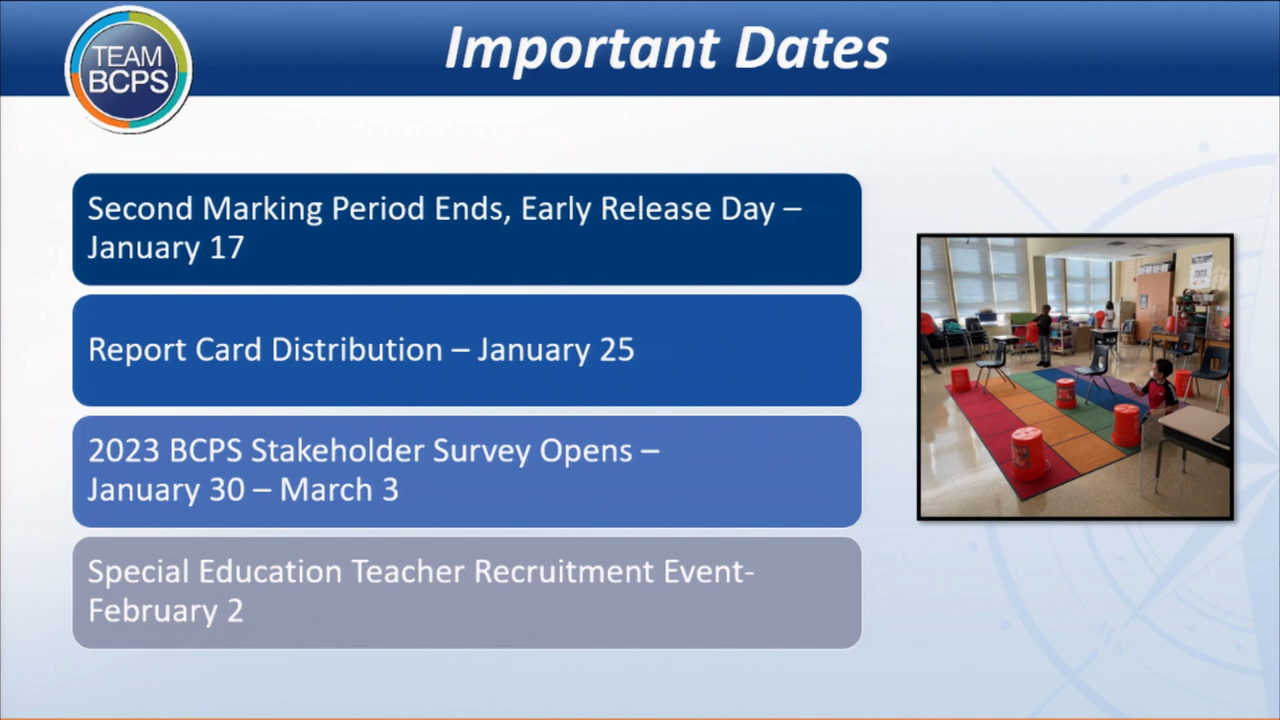 TEAM
BCPS
Important Dates
Second Marking Period Ends, Early Release Day –
January 17
Report Card Distribution – January 25
2023 BCPS Stakeholder Survey Opens –
January 30 – March 3
Special Education Teacher Recruitment Event-
February 2